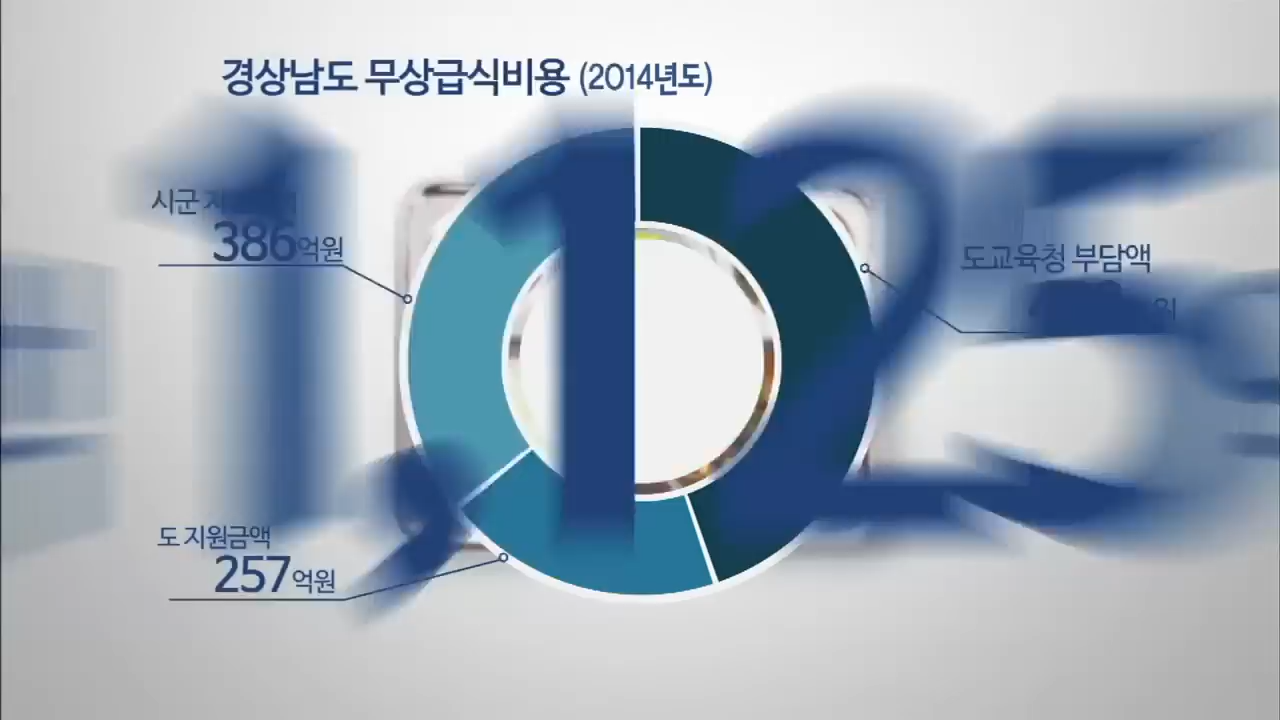 경상남도 무상급식비용 (2014년도)
시군
386억원
도교육청 부담액
도 지원금액
257억원
1,125